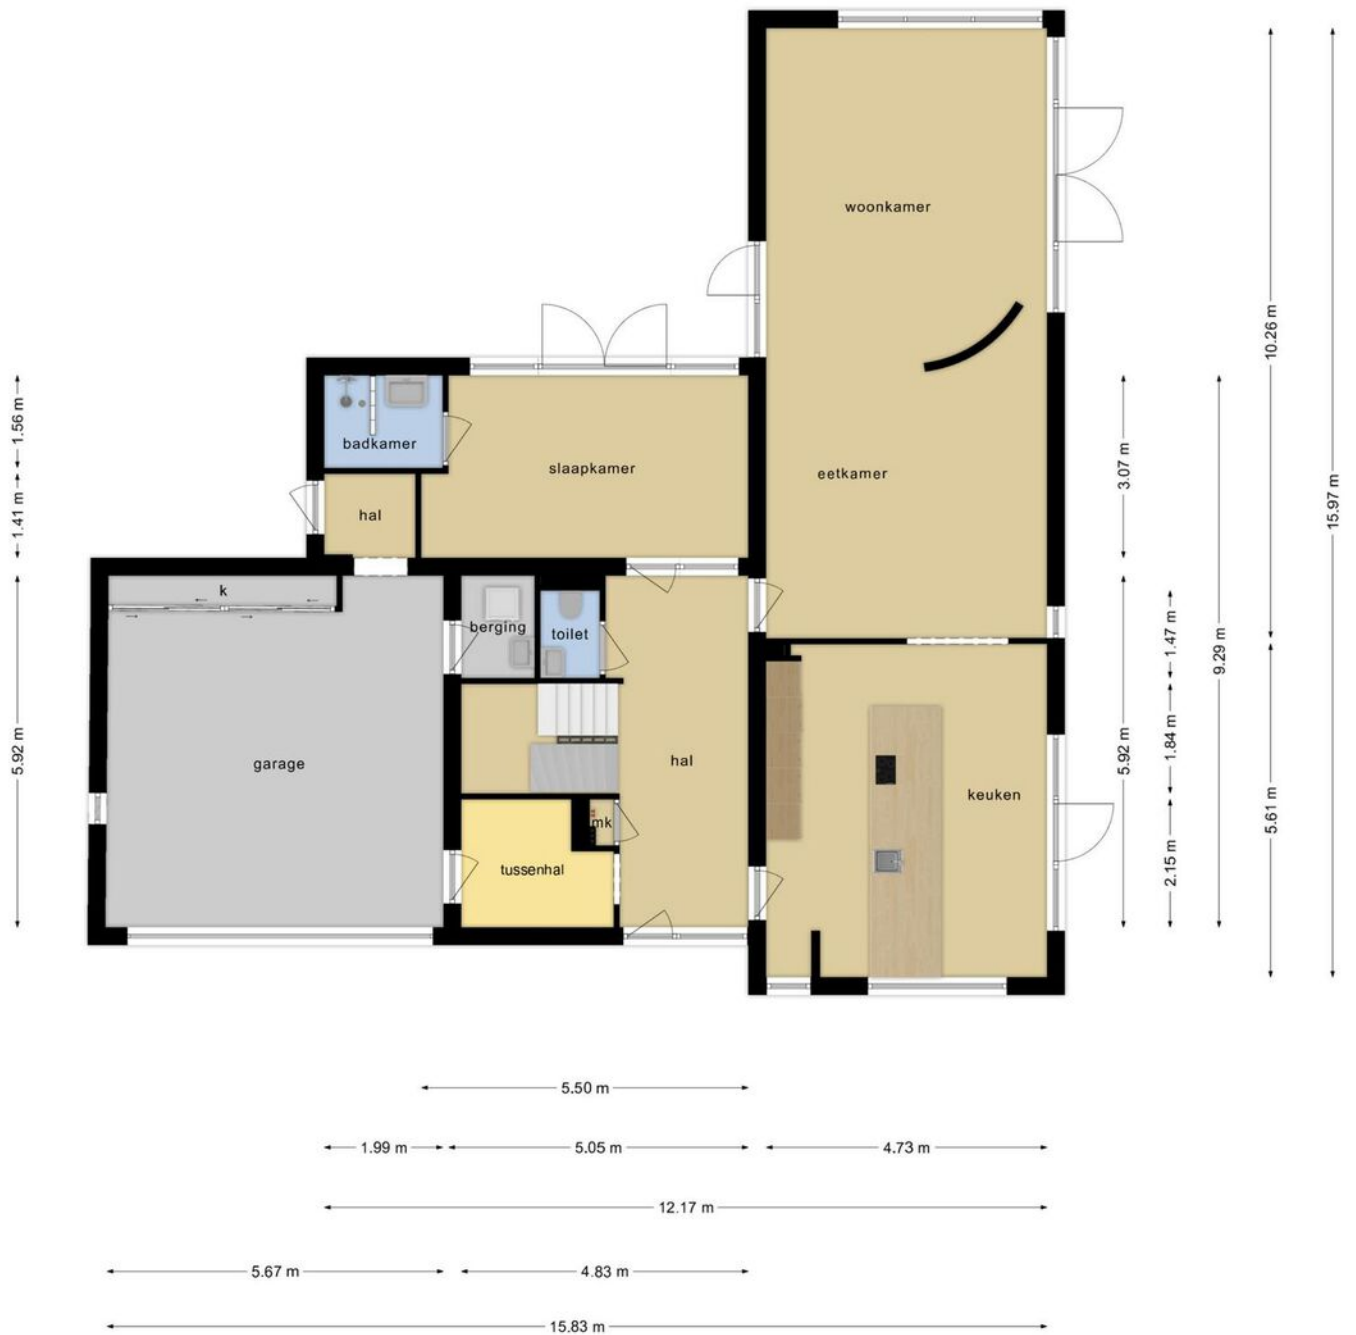 woonkamer
10.26 m
1.56 m
badkamer
slaapkamer
eetkamer
3.07 m
15.97 m
1.41 m
hal
k
berging
toilet
1.47 m
9.29 m
5.92 m
garage
hal
keuken
5.92 m
1.84 m
5.61 m
mk
tussenhal
2.15 m
5.50 m
1.99 m
5.05 m
4.73 m
12.17 m
5.67 m
4.83 m
15.83 m